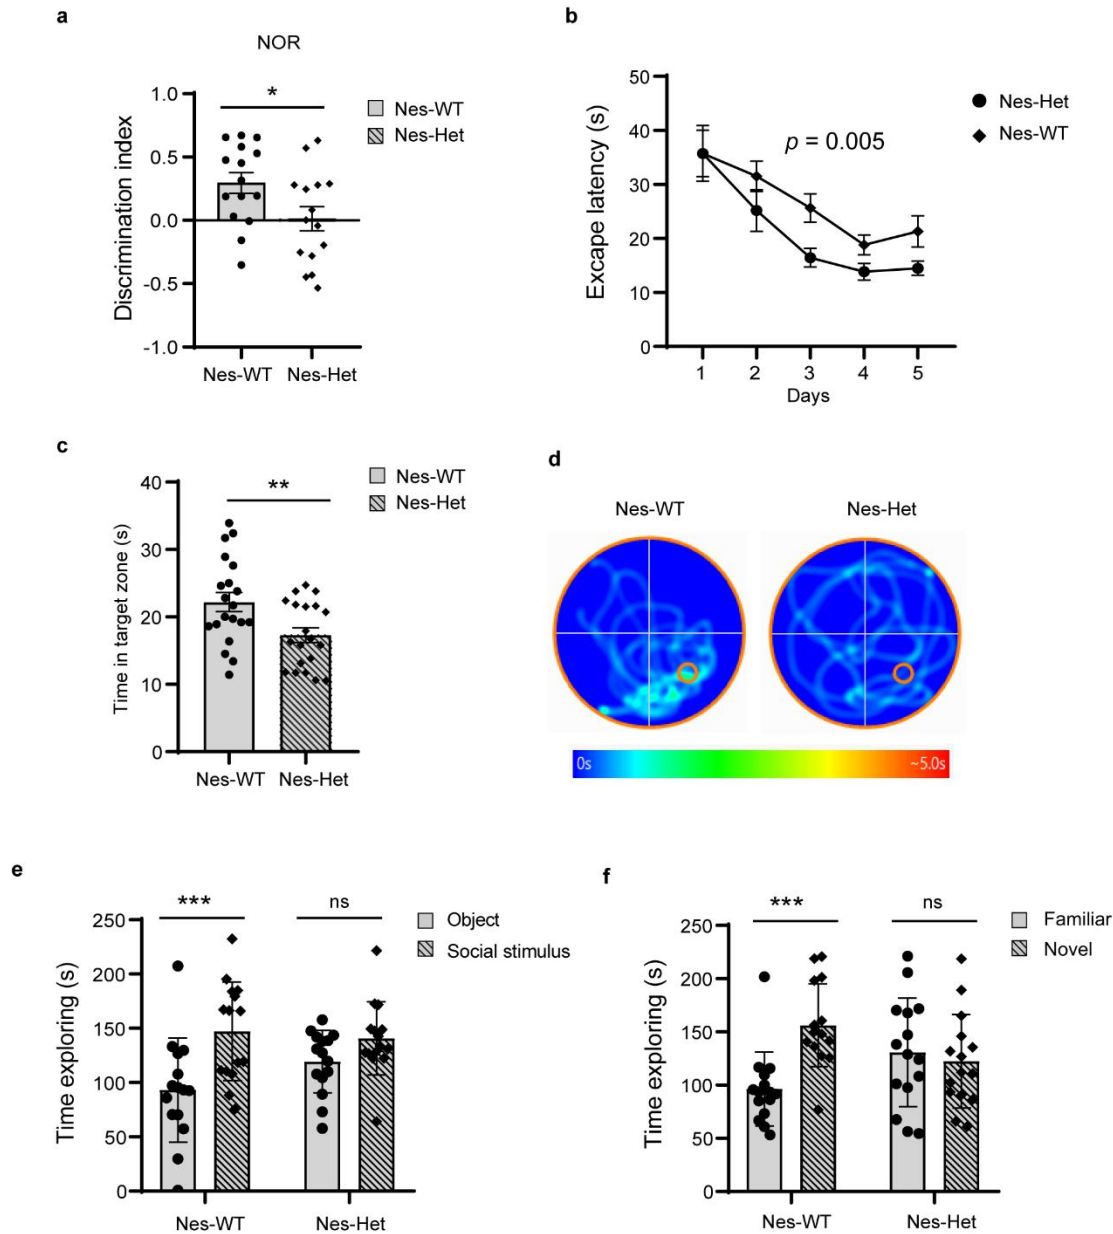 a
NOR
1.0
0.5
0.0
-0.5
-1.0
Discrimination index
*
Nes-WT
Nes-Het
Nes-WT
Nes-Het
b
50
40
30
20
10
0
Excape latency (s)
p = 0.005
Nes-Het
Nes-WT
1 2 3 4 5
Days
c
40
30
20
10
0
Time in target zone (s)
**
Nes-WT
Nes-Het
Nes-WT
Nes-Het
d
Nes-WT
Nes-Het
0s
~5.0s
e
250
200
150
100
50
0
Time exploring (s)
***
ns
Object
Social stimulus
Nes-WT
Nes-Het
f
250
200
150
100
50
0
Time exploring (s)
***
ns
Familiar
Novel
Nes-WT
Nes-Het